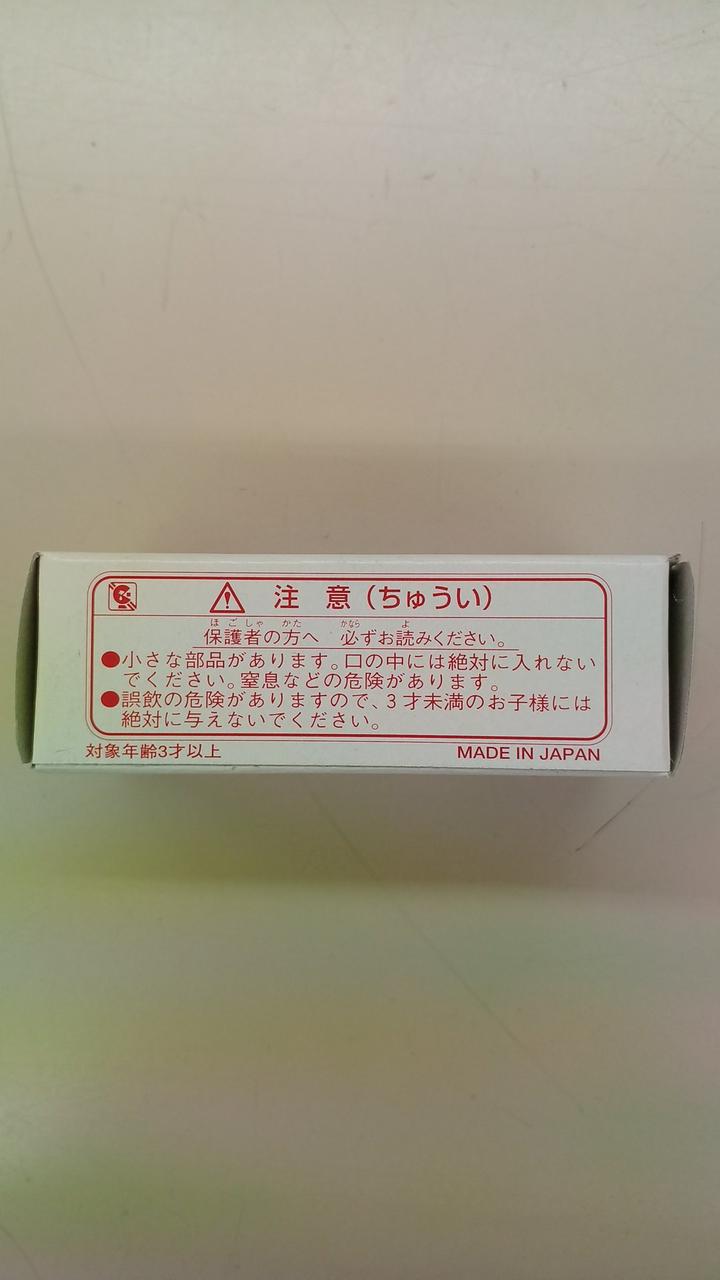 注 意（ちゅうい）
ほ ご しゃ かた かなら よ
保護者の方へ 必ずお読みください。
●小さな部品があります。口の中には絶対に入れない
でください。窒息などの危険があります。
●誤飲の危険がありますので、3才未満のお子様には
絶対に与えないでください。
対象年齢3才以上 MADE IN JAPAN